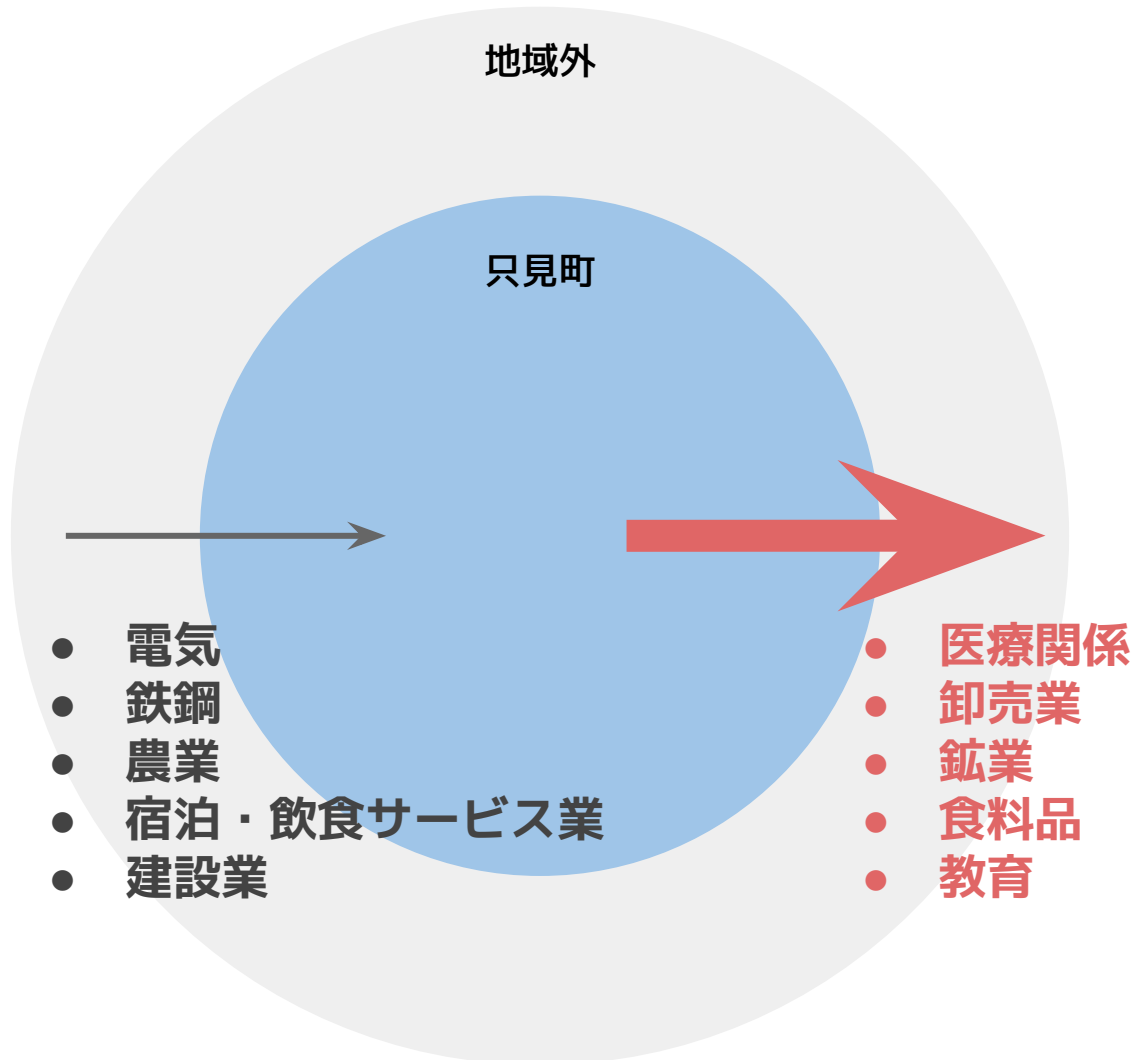 地域外
只見町
● 電気
● 鉄鋼
● 農業
● 宿泊・飲食サービス業
● 建設業
● 医療関係
● 卸売業
● 鉱業
● 食料品
● 教育